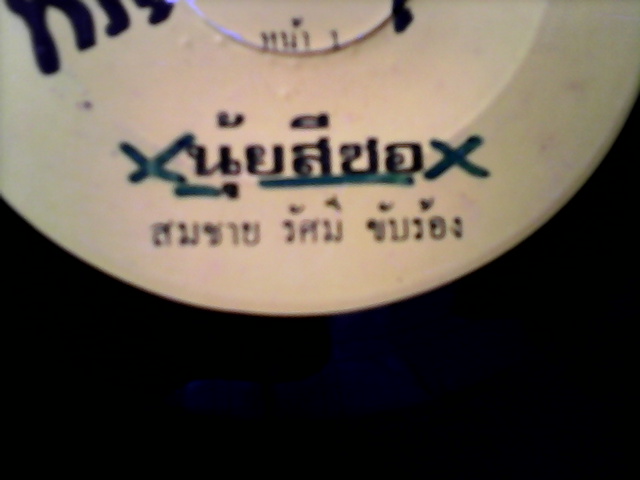 หน้า 1
นุ้ยสีซอ
สมชาย รัศมี ขับร้อง